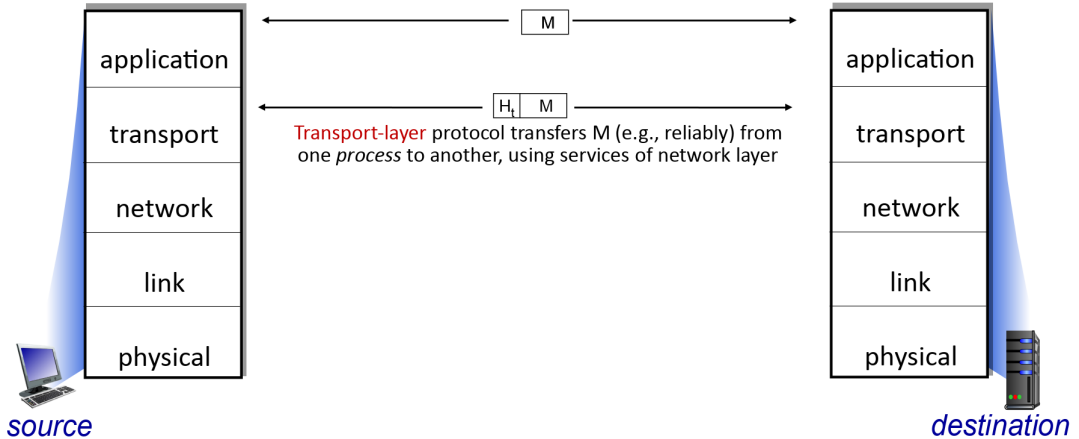 M
application
application
Ht M
Transport-layer protocol transfers M (e.g., reliably) from
one process to another, using services of network layer
transport
transport
network
network
link
link
physical
physical
source
destination